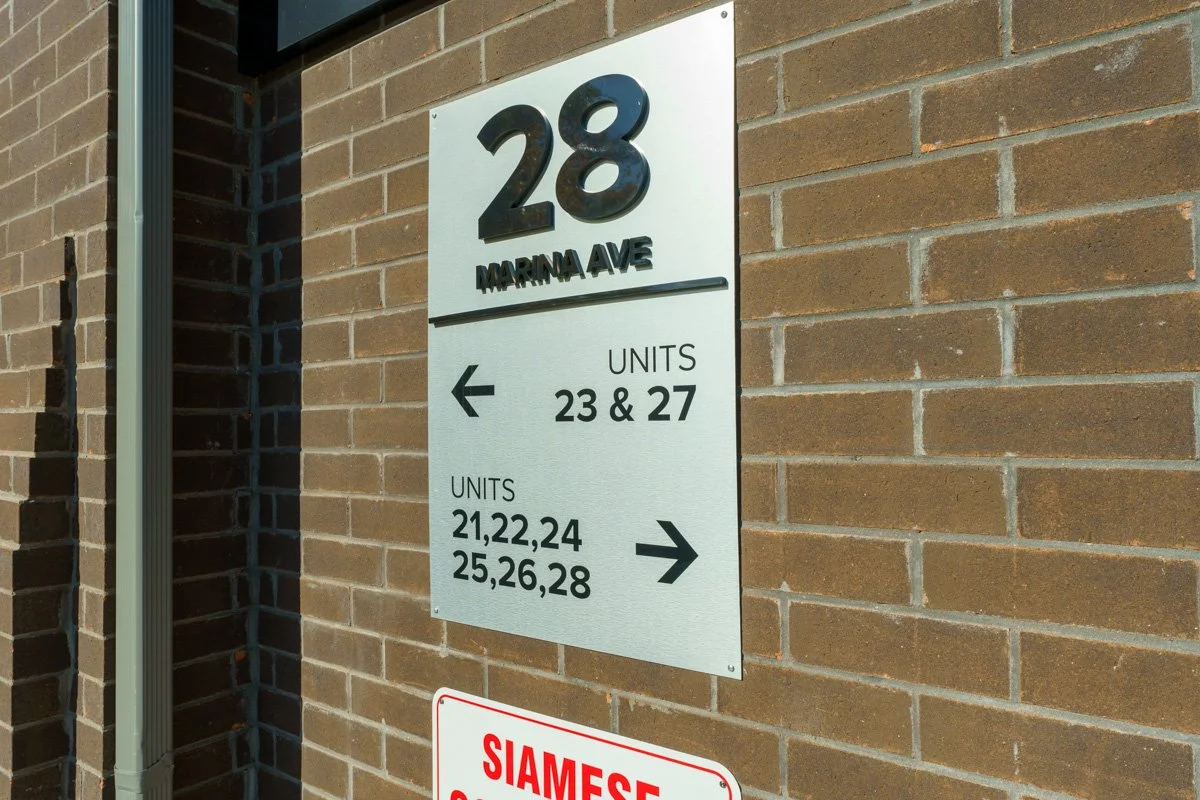 28
MARINA AVE
UNITS
23 & 27
UNITS
21,22,24
25,26,28
SIAMESE